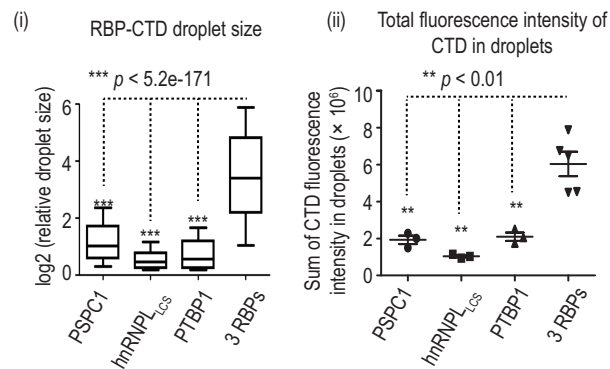 (i)
RBP-CTD droplet size
*** p < 5.2e-171
log2 (relative droplet size)
6
4
2
0
***
***
***
PSPC1
hnRNPL_LCS
PTBP1
3 RBPs
(ii)
Total fluorescence intensity of
CTD in droplets
** p < 0.01
Sum of CTD fluorescence
intensity in droplets (× 10⁶)
10
8
6
4
2
0
**
**
**
PSPC1
hnRNPL_LCS
PTBP1
3 RBPs